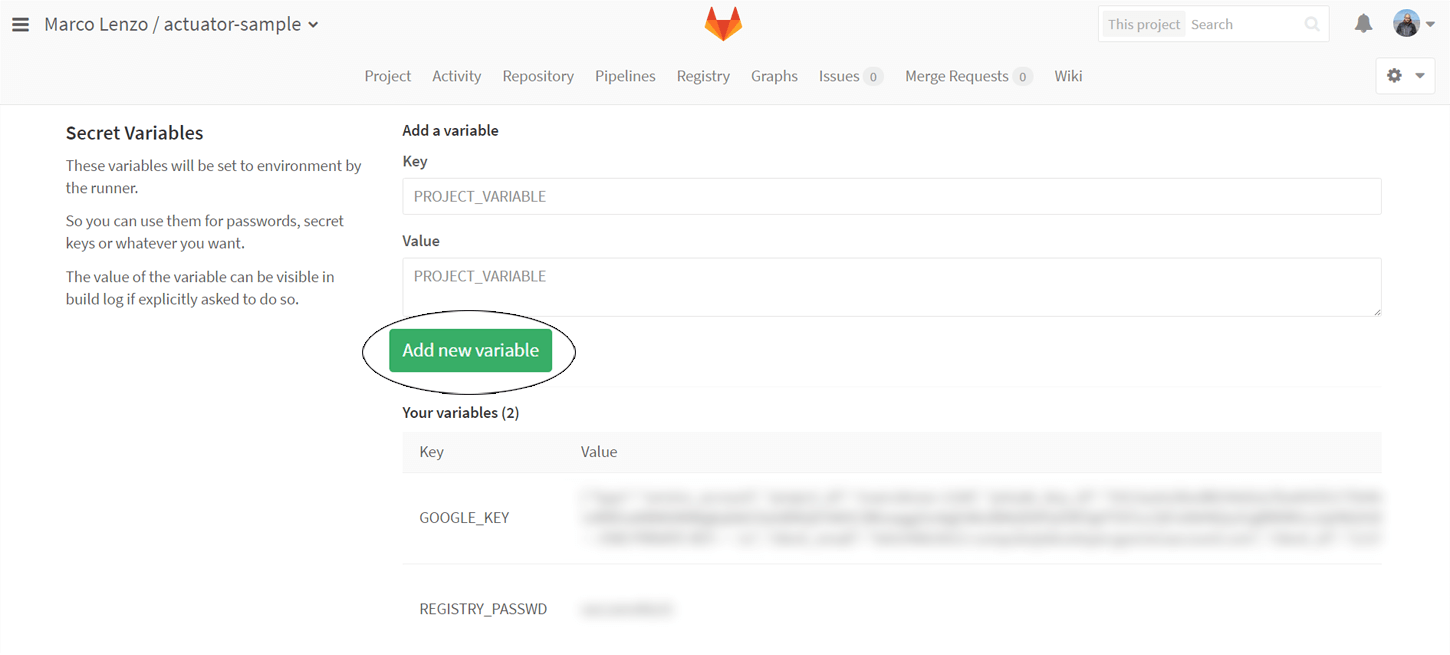 Marco Lenzo / actuator-sample
This project Search
Project Activity Repository Pipelines Registry Graphs Issues 0 Merge Requests 0 Wiki
Secret Variables
These variables will be set to environment by
the runner.
So you can use them for passwords, secret
keys or whatever you want.
The value of the variable can be visible in
build log if explicitly asked to do so.
Add a variable
Key
PROJECT_VARIABLE
Value
PROJECT_VARIABLE
Add new variable
Your variables (2)
Key Value
GOOGLE_KEY
REGISTRY_PASSWD